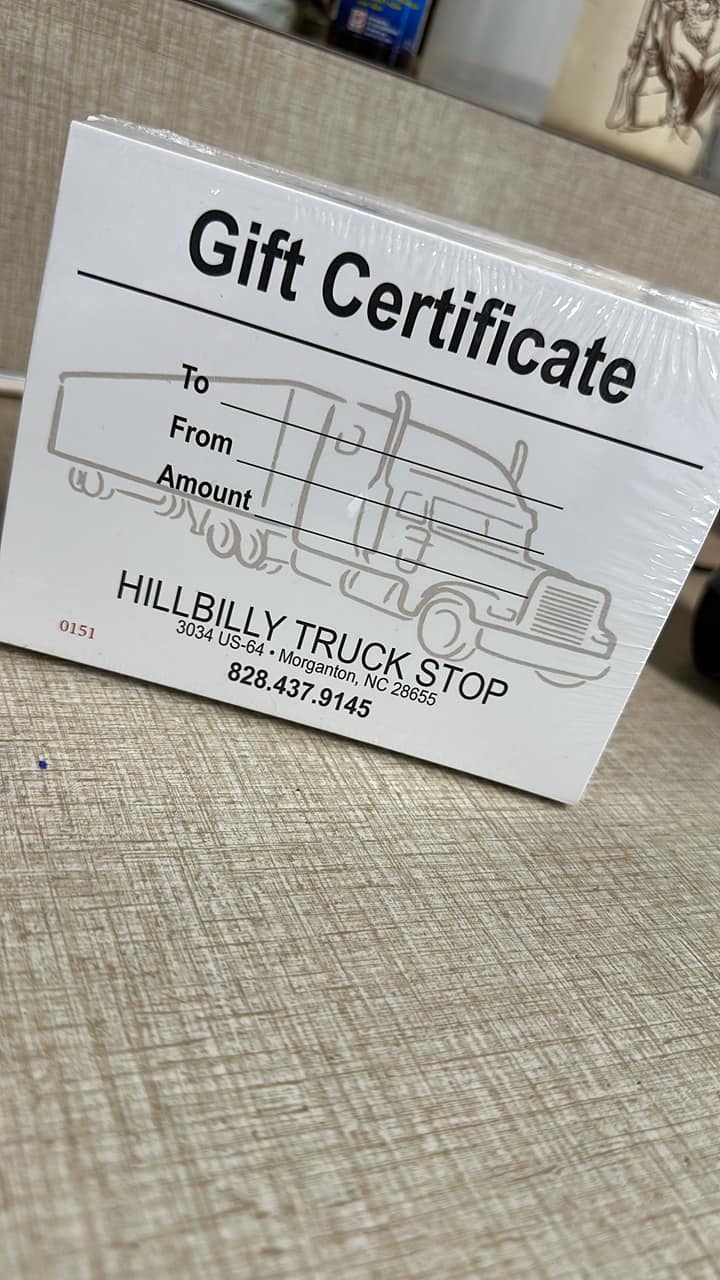 Gift Certificate
To
From
Amount
HILLBILLY TRUCK STOP
3034 US-64 • Morganton, NC 28655
828.437.9145
0151